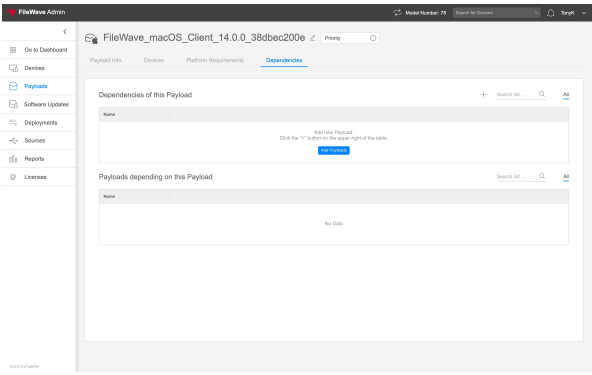 FileWave Admin
Model Number: 78
Search for Devices
TonyK
FileWave_macOS_Client_14.0.0_38dbec200e
Priority
Go to Dashboard
Devices
Payloads
Software Updates
Deployments
Sources
Reports
Licenses
Payload Info
Devices
Platform Requirements
Dependencies
Dependencies of this Payload
Search list ...
All
Name
Add new Payload.
Click the "+" button on the upper right of the table.
Add Payloads
Payloads depending on this Payload
Search list ...
All
Name
No Data